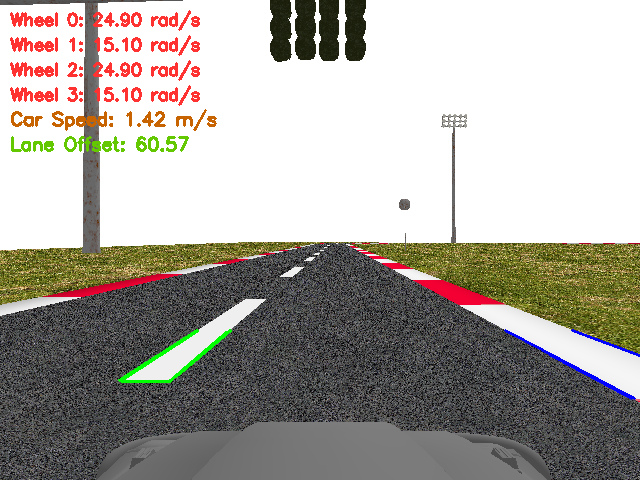 Wheel 0: 24.90 rad/s
Wheel 1: 15.10 rad/s
Wheel 2: 24.90 rad/s
Wheel 3: 15.10 rad/s
Car Speed: 1.42 m/s
Lane Offset: 60.57